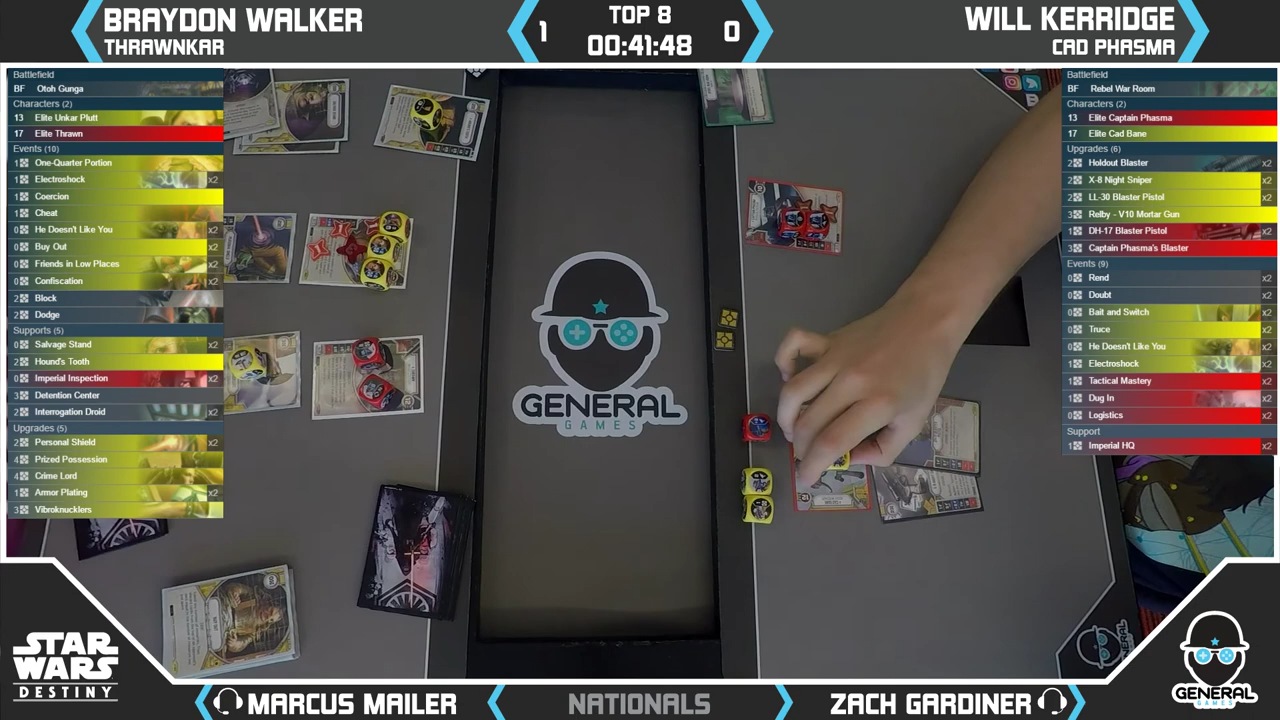 BRAYDON WALKER
THRAWNKAR
1
TOP 8
00:41:48
0
WILL KERRIDGE
CAD PHASMA
Battlefield
BF Otoh Gunga
Characters (2)
13 Elite Unkar Plutt
17 Elite Thrawn
Events (10)
1 One-Quarter Portion
1 Electroshock x2
1 Coercion
1 Cheat
0 He Doesn't Like You x2
0 Buy Out x2
0 Friends in Low Places x2
0 Confiscation x2
2 Block
2 Dodge
Supports (5)
0 Salvage Stand x2
2 Hound's Tooth x2
0 Imperial Inspection x2
3 Detention Center
2 Interrogation Droid x2
Upgrades (5)
2 Personal Shield x2
4 Prized Possession
4 Crime Lord
1 Armor Plating x2
3 Vibroknucklers
Battlefield
BF Rebel War Room
Characters (2)
13 Elite Captain Phasma
17 Elite Cad Bane
Upgrades (6)
2 Holdout Blaster x2
2 X-8 Night Sniper x2
2 LL-30 Blaster Pistol x2
3 Relby - V10 Mortar Gun x2
1 DH-17 Blaster Pistol x2
3 Captain Phasma's Blaster x2
Events (9)
0 Rend x2
0 Doubt x2
0 Bait and Switch x2
0 Truce x2
0 He Doesn't Like You x2
1 Electroshock x2
1 Tactical Mastery x2
1 Dug In x2
0 Logistics x2
Support
1 Imperial HQ x2
GENERAL
GAMES
STAR
WARS
DESTINY
MARCUS MAILER
NATIONALS
ZACH GARDINER
GENERAL
GAMES